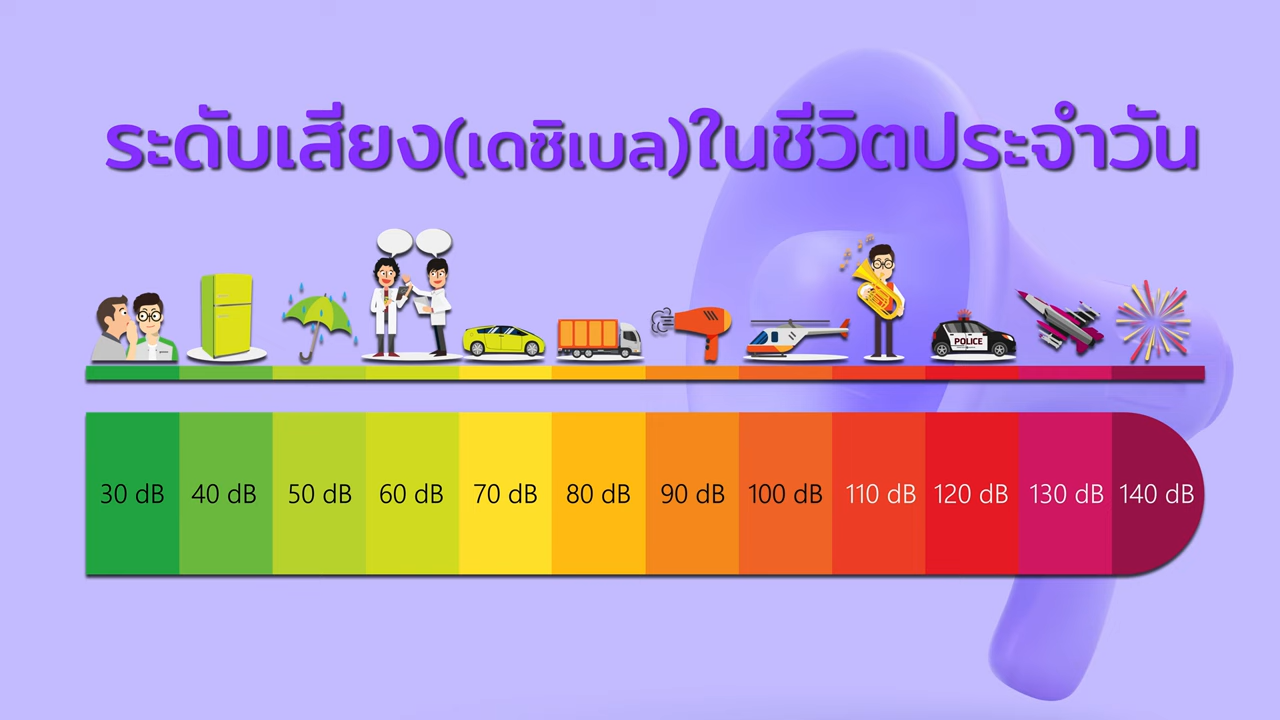 ระดับเสียง(เดซิเบล)ในชีวิตประจำวัน
POLICE
30 dB 40 dB 50 dB 60 dB 70 dB 80 dB 90 dB 100 dB 110 dB 120 dB 130 dB 140 dB